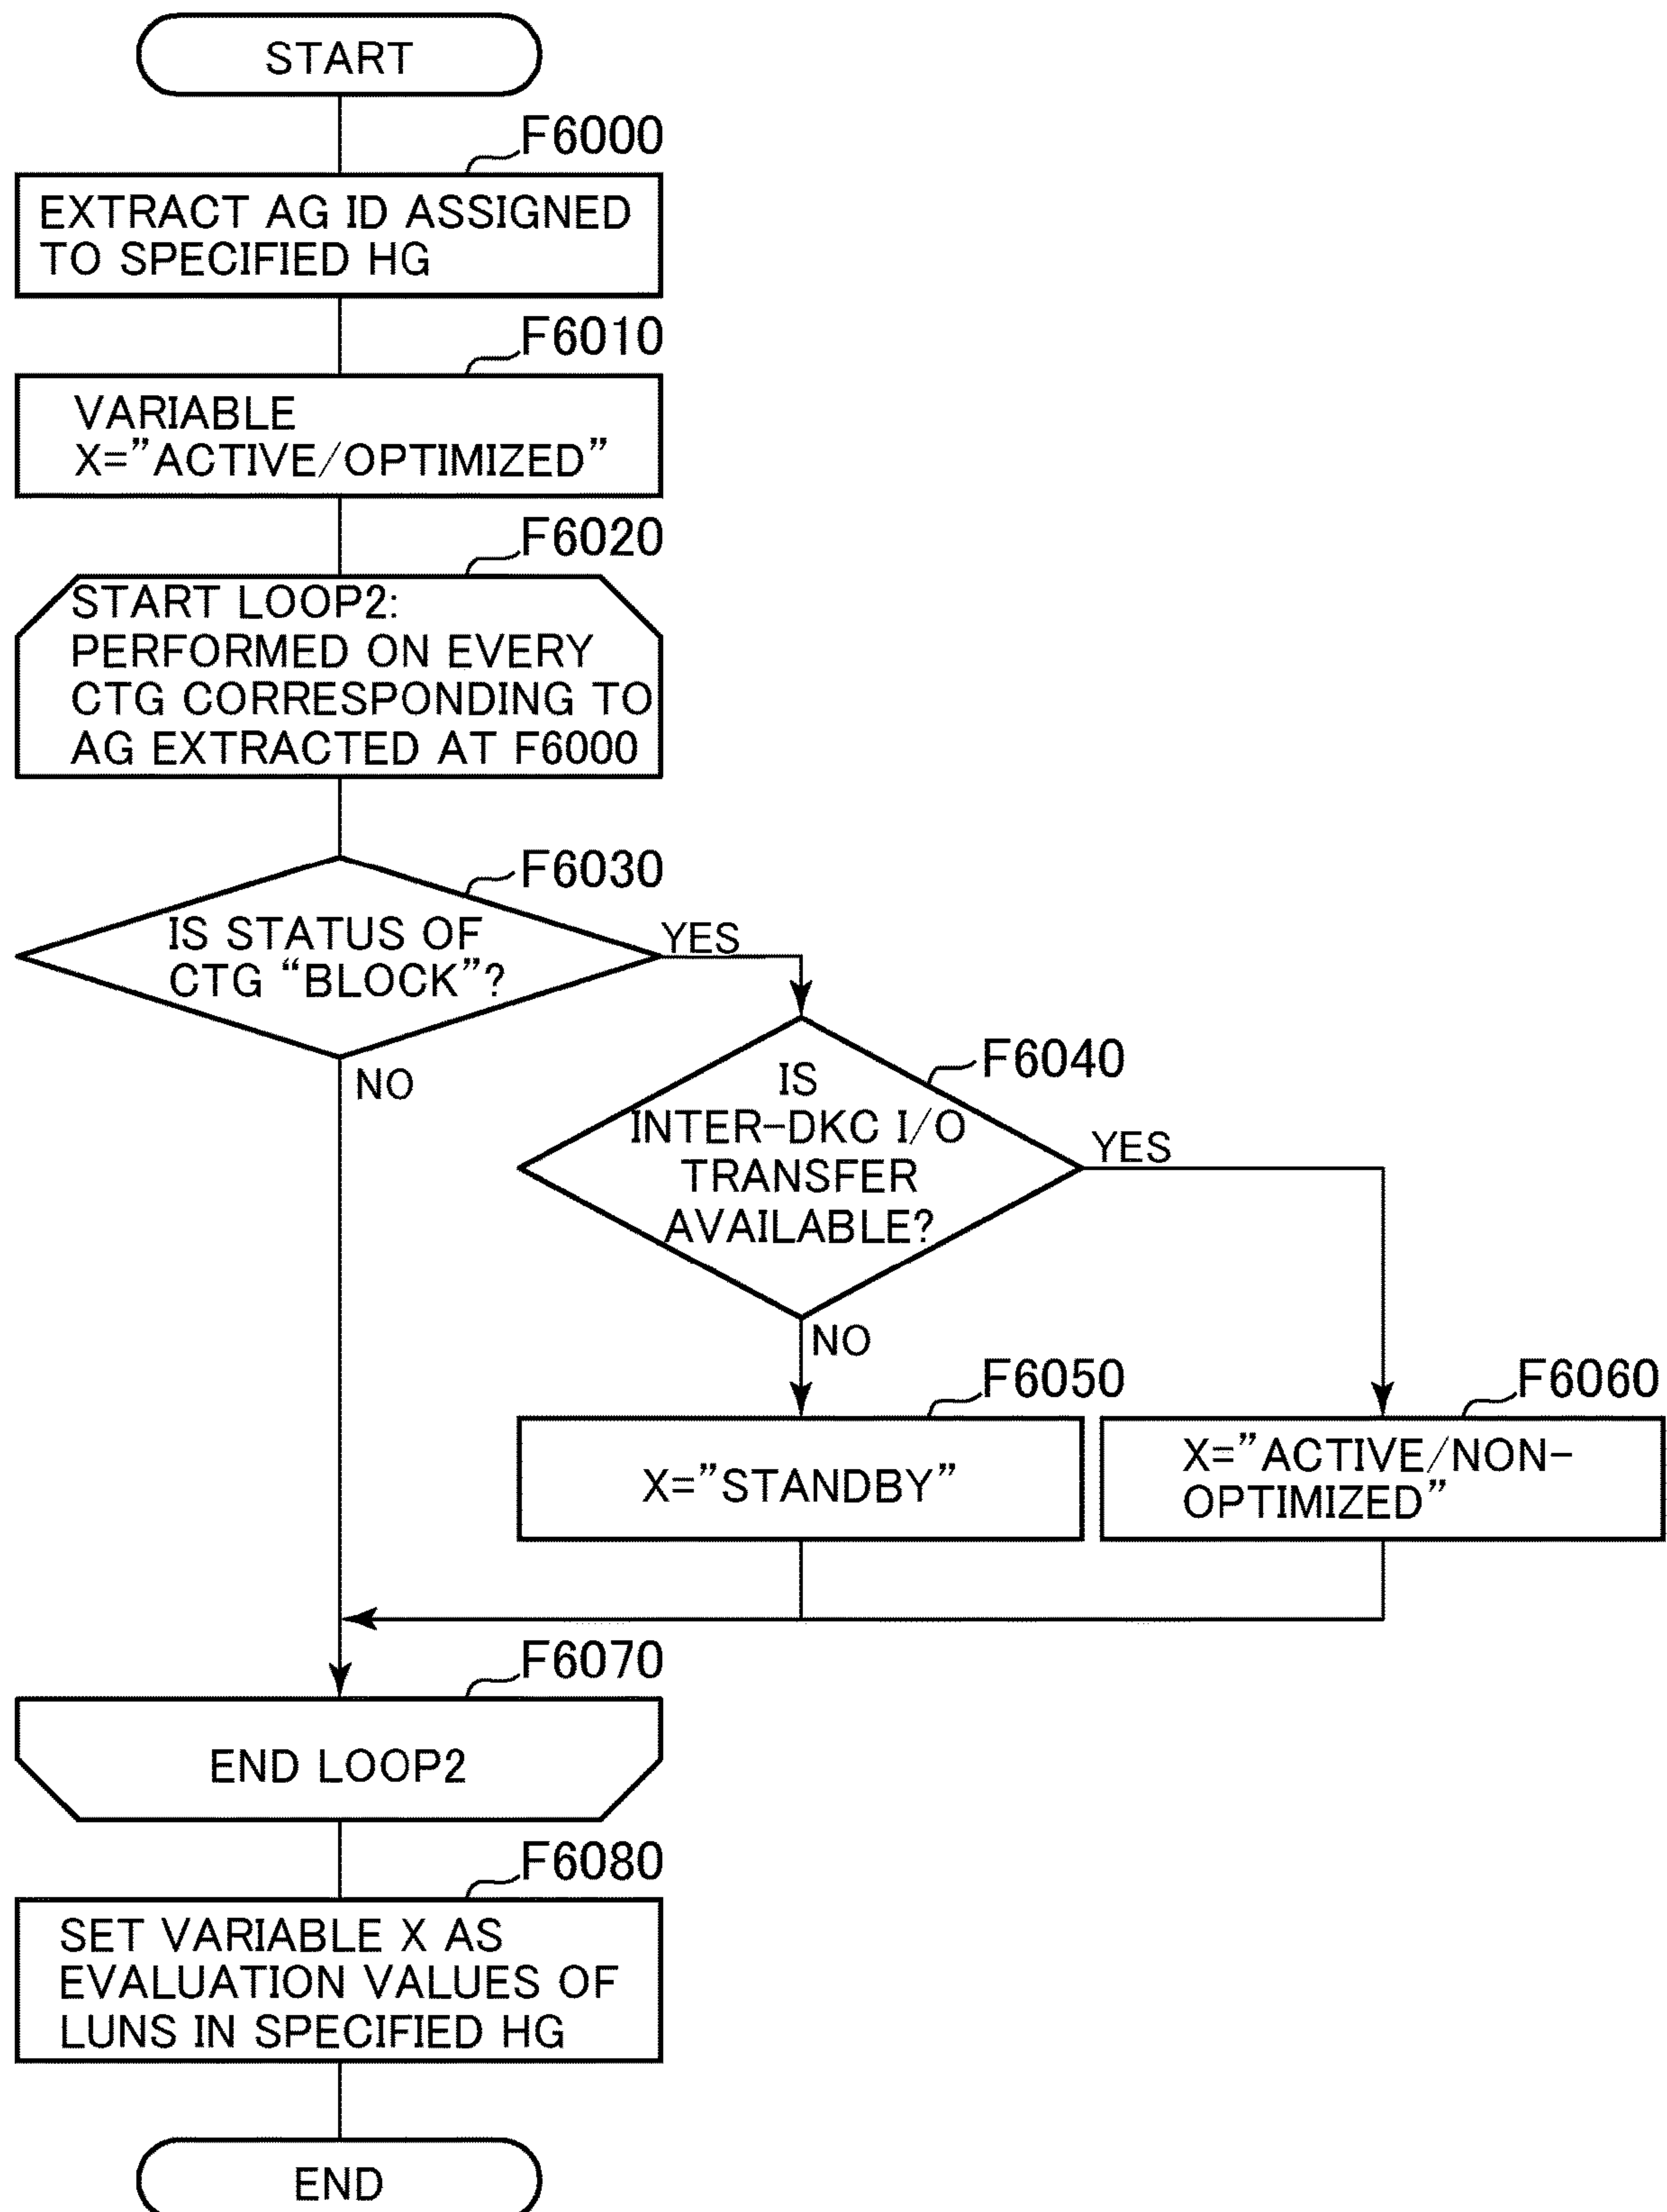 START
F6000
EXTRACT AG ID ASSIGNED
TO SPECIFIED HG
F6010
VARIABLE
X=”ACTIVE/OPTIMIZED”
F6020
START LOOP2:
PERFORMED ON EVERY
CTG CORRESPONDING TO
AG EXTRACTED AT F6000
F6030
IS STATUS OF
CTG “BLOCK”?
YES
NO
F6040
IS
INTER-DKC I/O
TRANSFER
AVAILABLE?
YES
NO
F6050
X=”STANDBY”
F6060
X=”ACTIVE/NON-
OPTIMIZED”
F6070
END LOOP2
F6080
SET VARIABLE X AS
EVALUATION VALUES OF
LUNS IN SPECIFIED HG
END